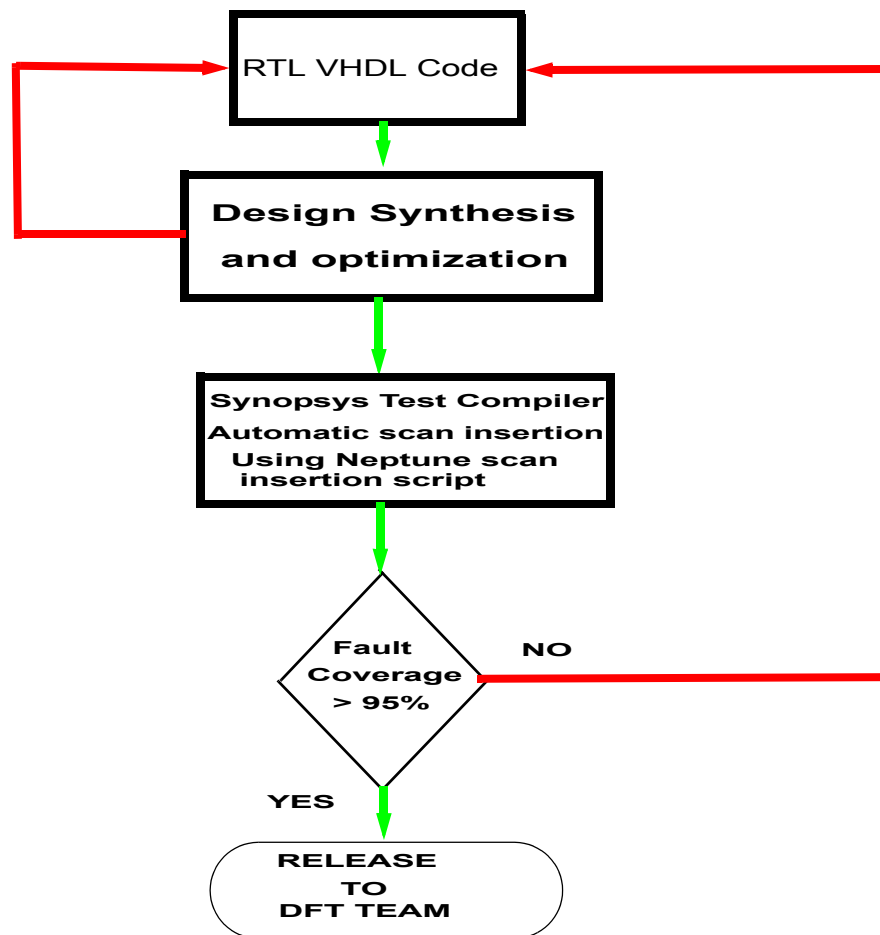 RTL VHDL Code
Design Synthesis
and optimization
Synopsys Test Compiler
Automatic scan insertion
Using Neptune scan
insertion script
Fault
Coverage
> 95%
NO
YES
RELEASE
TO
DFT TEAM